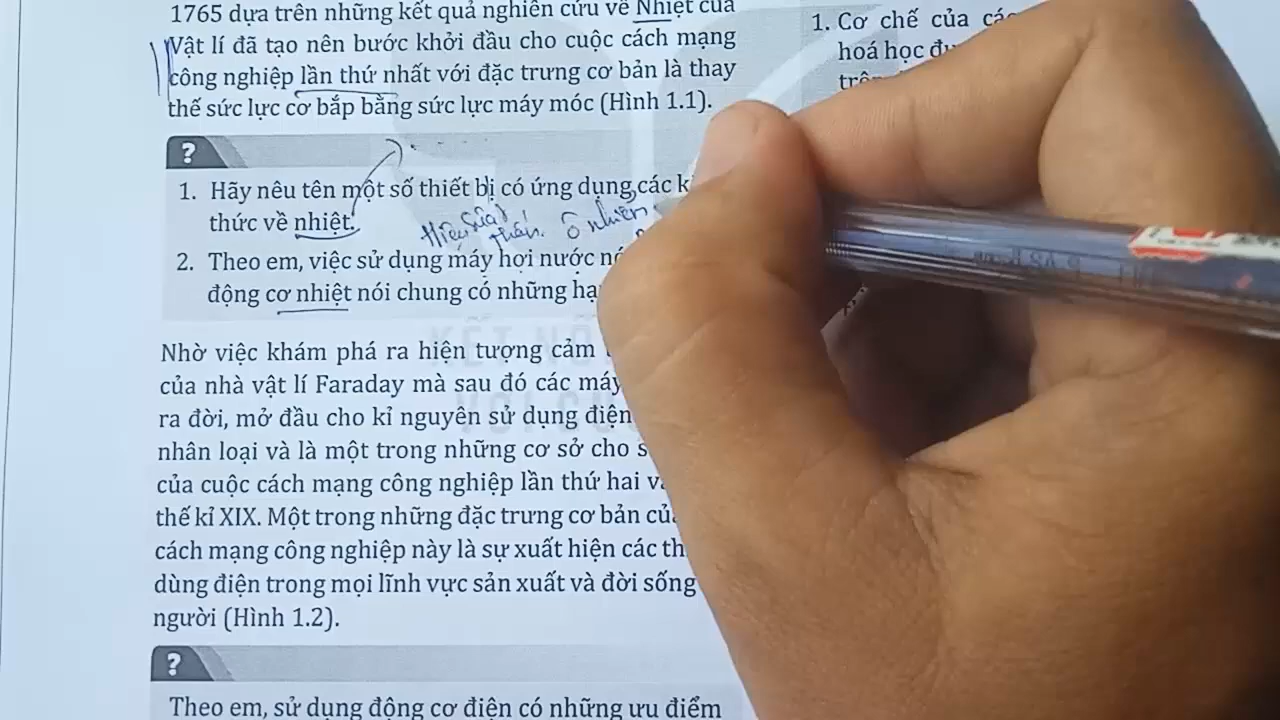 1765 dựa trên những kết quả nghiên cứu về Nhiệt của
Vật lí đã tạo nên bước khởi đầu cho cuộc cách mạng
công nghiệp lần thứ nhất với đặc trưng cơ bản là thay
thế sức lực cơ bắp bằng sức lực máy móc (Hình 1.1).
?
1. Hãy nêu tên một số thiết bị có ứng dụng các
thức về nhiệt.
Hiệu suất thấp. Ô nhiễm
2. Theo em, việc sử dụng máy hơi nước
động cơ nhiệt nói chung có những
Nhờ việc khám phá ra hiện tượng cảm
của nhà vật lí Faraday mà sau đó các máy
ra đời, mở đầu cho kỉ nguyên sử dụng điện
nhân loại và là một trong những cơ sở cho
của cuộc cách mạng công nghiệp lần thứ hai
thế kỉ XIX. Một trong những đặc trưng cơ bản
cách mạng công nghiệp này là sự xuất hiện các
dùng điện trong mọi lĩnh vực sản xuất và đời sống
người (Hình 1.2).
?
Theo em, sử dụng động cơ điện có những ưu điểm
1. Cơ chế của
hoá học
KẾT NỐI